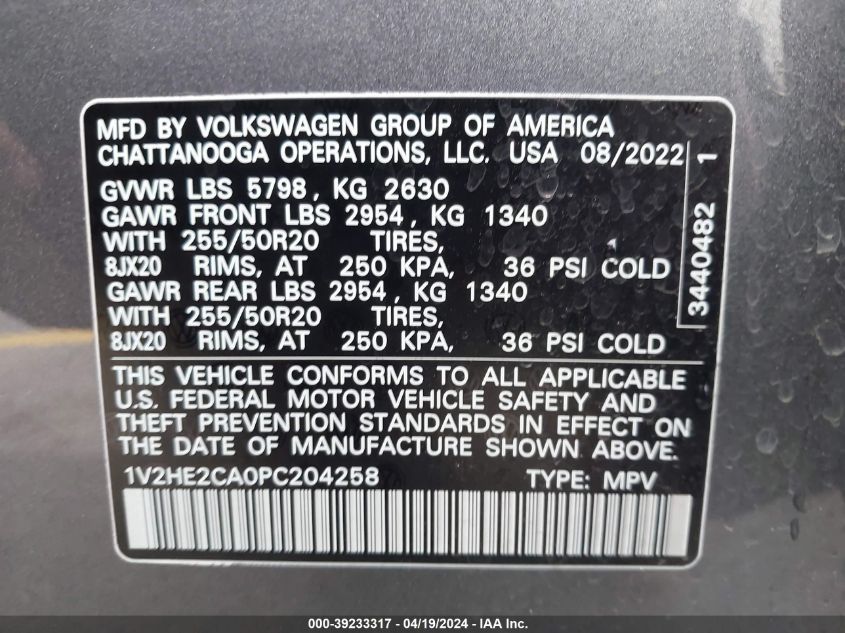 MFD BY VOLKSWAGEN GROUP OF AMERICA
CHATTANOOGA OPERATIONS, LLC. USA 08/2022
GVWR LBS 5798, KG 2630
GAWR FRONT LBS 2954, KG 1340
WITH 255/50R20 TIRES,
8JX20 RIMS, AT 250 KPA, 36 PSI COLD
GAWR REAR LBS 2954, KG 1340
WITH 255/50R20 TIRES,
8JX20 RIMS, AT 250 KPA, 36 PSI COLD
3440482 1
THIS VEHICLE CONFORMS TO ALL APPLICABLE
U.S. FEDERAL MOTOR VEHICLE SAFETY AND
THEFT PREVENTION STANDARDS IN EFFECT ON
THE DATE OF MANUFACTURE SHOWN ABOVE.
1V2HE2CA0PC204258 TYPE: MPV
000-39233317 - 04/19/2024 - IAA Inc.